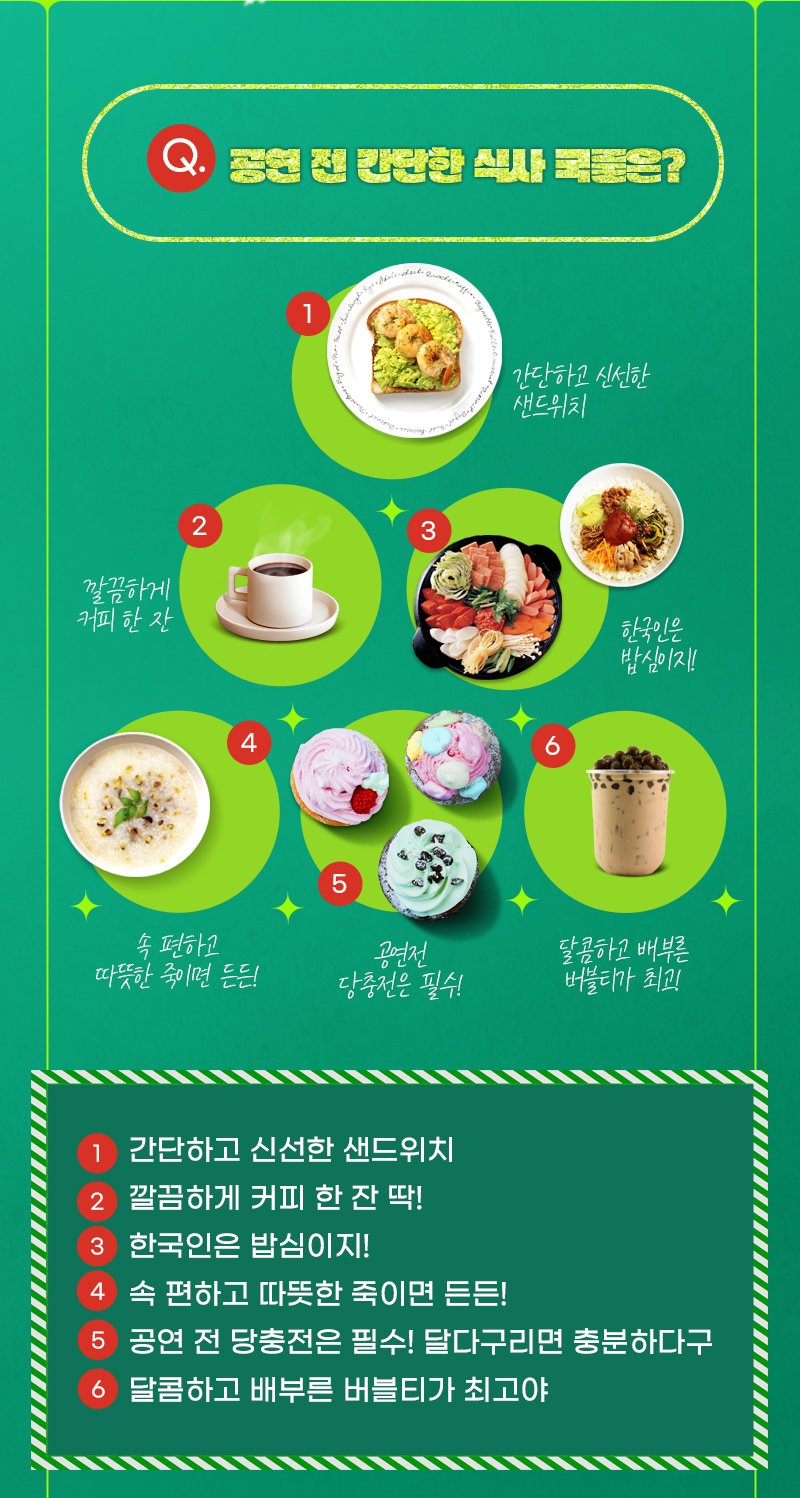 Q. 공연 전 간단한 식사 국룰은?
1
간단하고 신선한
샌드위치
2
깔끔하게
커피 한 잔
3
한국인은
밥심이지!
4
속 편하고
따뜻한 죽이면 든든!
5
공연전
당충전은 필수!
6
달콤하고 배부른
버블티가 최고!
1 간단하고 신선한 샌드위치
2 깔끔하게 커피 한 잔 딱!
3 한국인은 밥심이지!
4 속 편하고 따뜻한 죽이면 든든!
5 공연 전 당충전은 필수! 달다구리면 충분하다구
6 달콤하고 배부른 버블티가 최고야